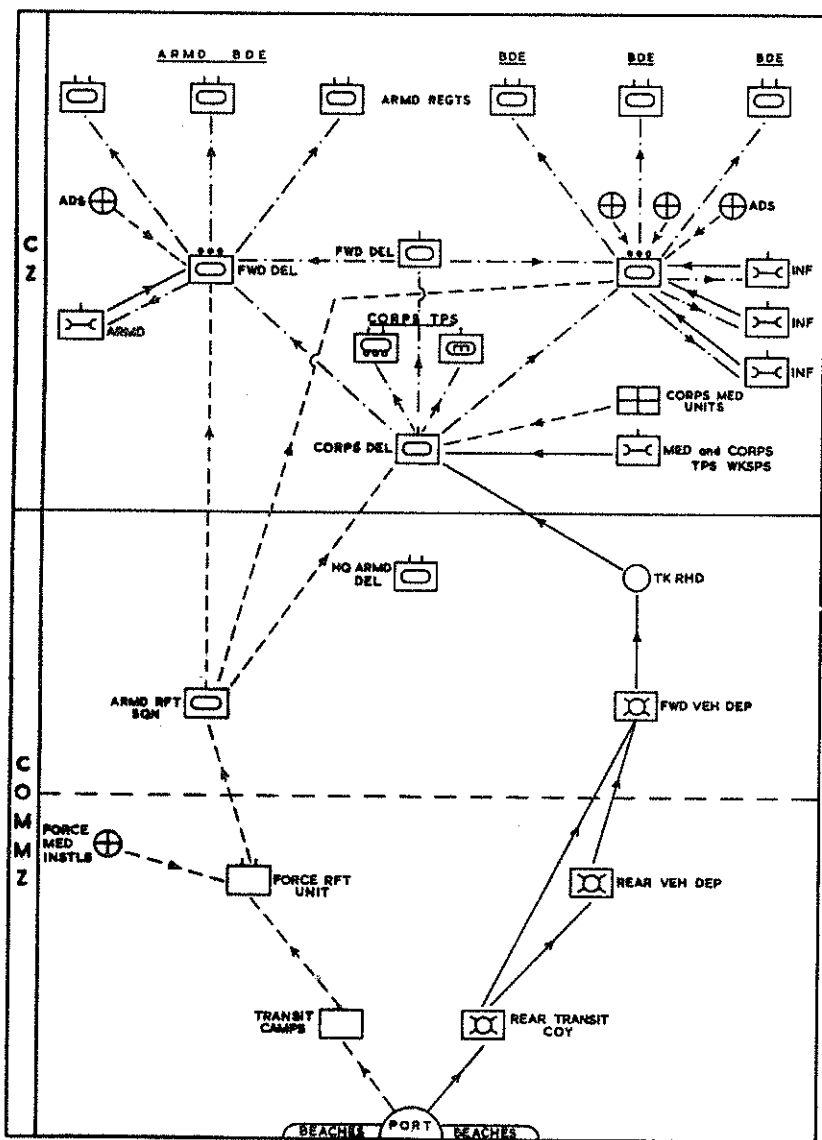 ARMD BDE
BDE
BDE
BDE
ARMD REGTS
ADS
ADS
FWD DEL
FWD DEL
C Z
INF
ARMD
CORPS TPS
INF
INF
CORPS MED
UNITS
CORPS DEL
MED and CORPS
TPS WKSPS
HQ ARMD
DEL
TK RHD
ARMD RFT
SQN
FWD VEH DEP
COMMZ
FORCE
MED
INSTLS
FORCE RFT
UNIT
REAR VEH DEP
TRANSIT
CAMPS
REAR TRANSIT
COY
BEACHES
PORT
BEACHES